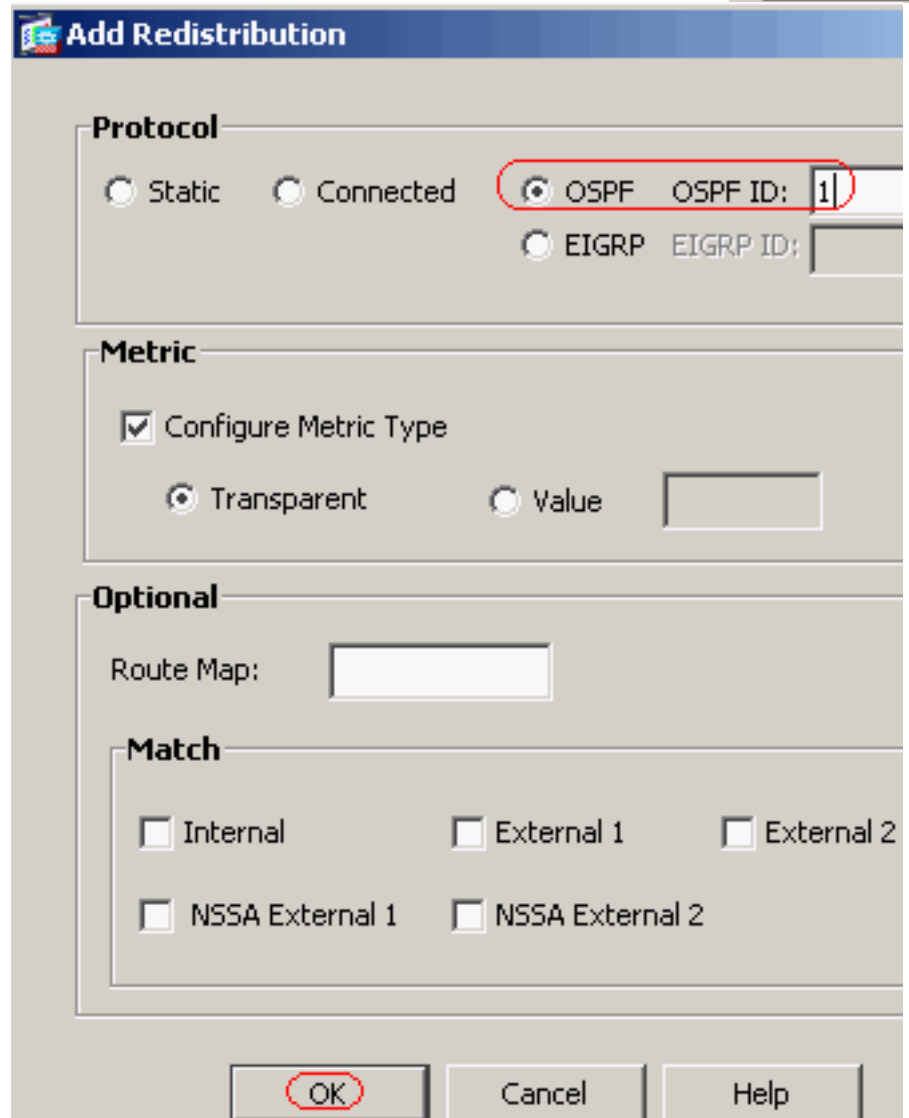 Add Redistribution
Protocol
Static Connected OSPF OSPF ID: 1
EIGRP EIGRP ID:
Metric
Configure Metric Type
Transparent Value
Optional
Route Map:
Match
Internal External 1 External 2
NSSA External 1 NSSA External 2
OK Cancel Help